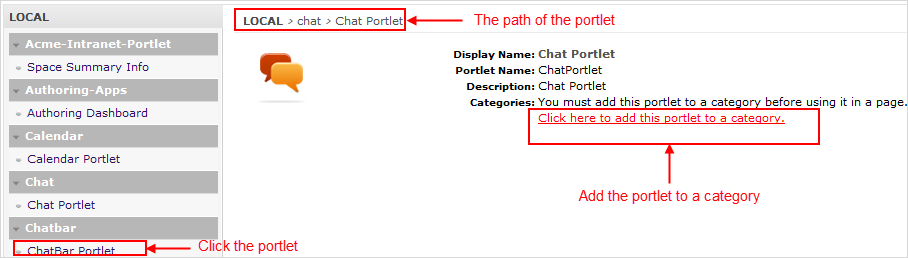 LOCAL
Acme-Intranet-Portlet
Space Summary Info
Authoring-Apps
Authoring Dashboard
Calendar
Calendar Portlet
Chat
Chat Portlet
Chatbar
ChatBar Portlet
Click the portlet
LOCAL > chat > Chat Portlet
The path of the portlet
Display Name: Chat Portlet
Portlet Name: ChatPortlet
Description: Chat Portlet
Categories: You must add this portlet to a category before using it in a page.
Click here to add this portlet to a category.
Add the portlet to a category